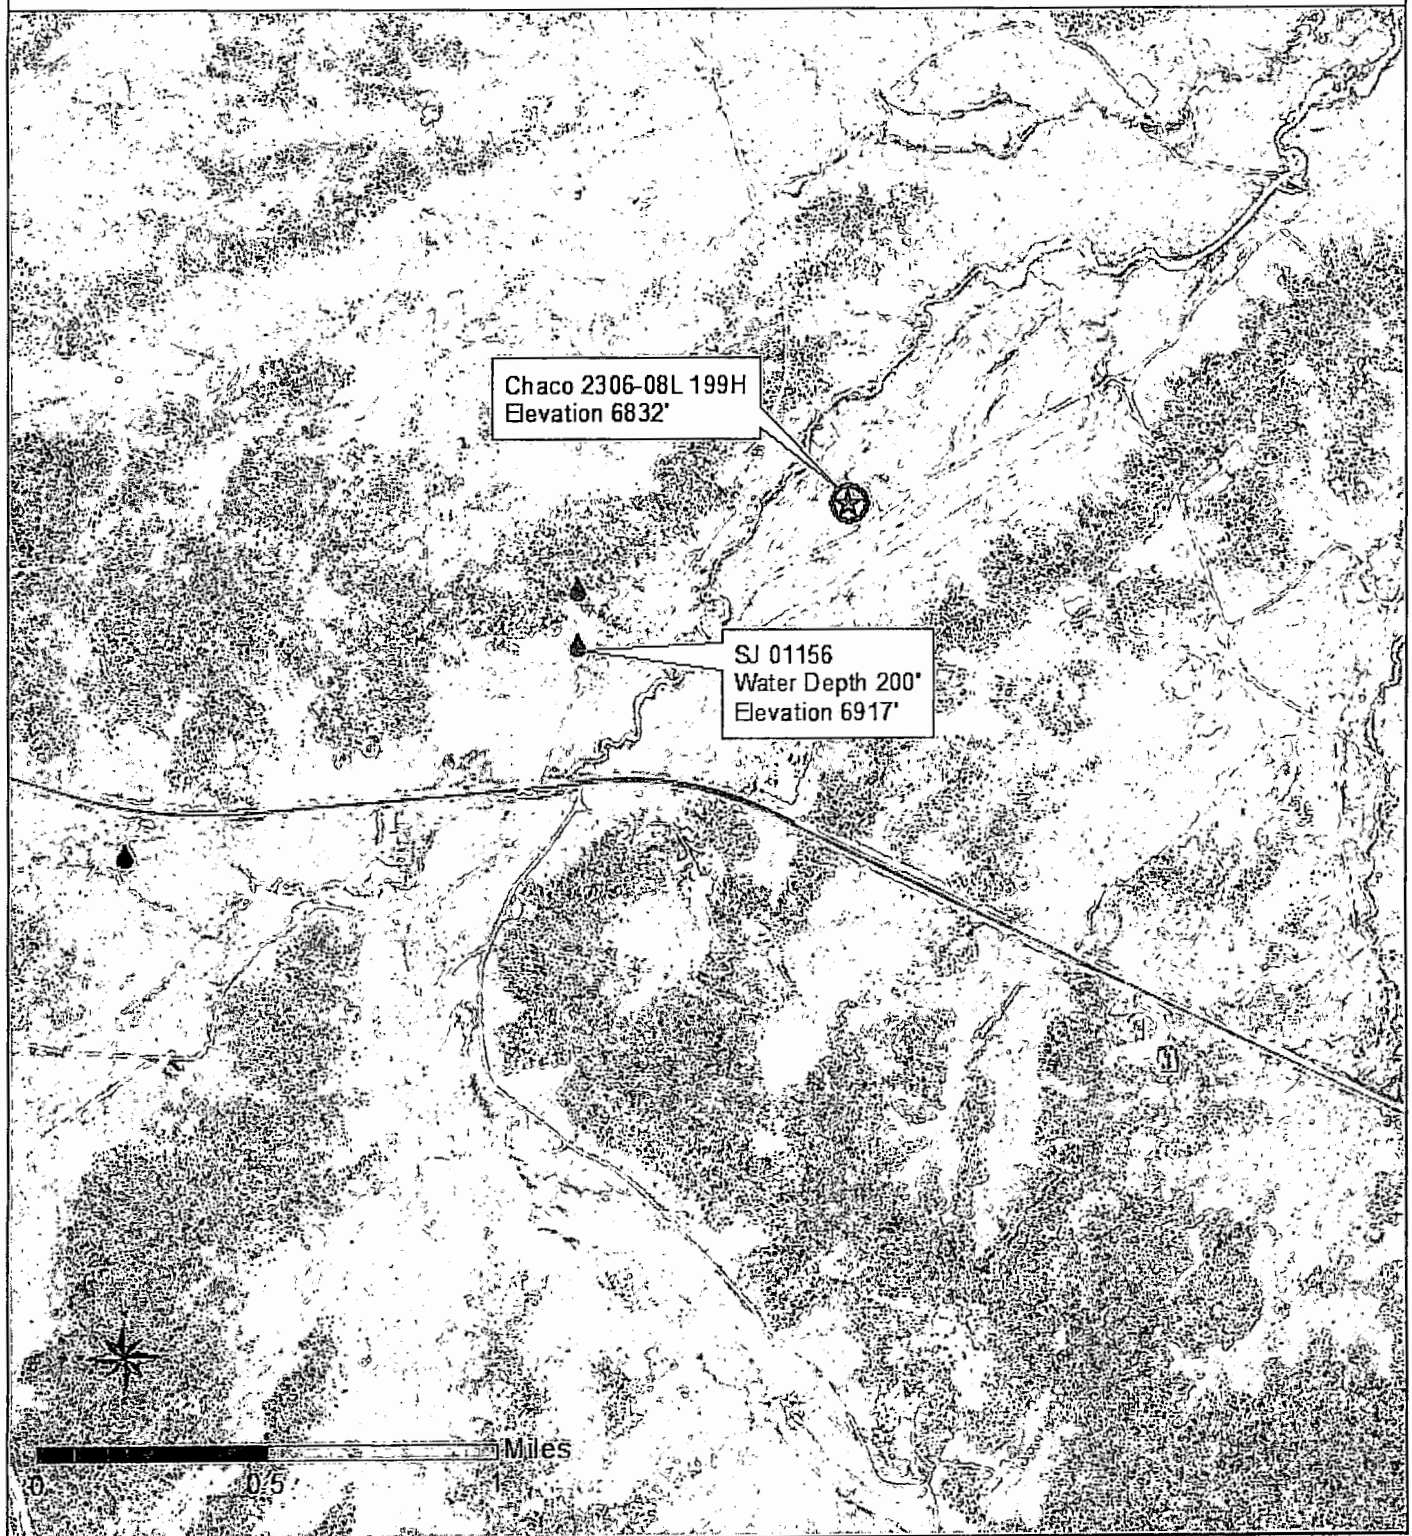 Chaco 2306-08L 199H
Elevation 6832'
SJ 01156
Water Depth 200'
Elevation 6917'
Miles
0 0.5 1